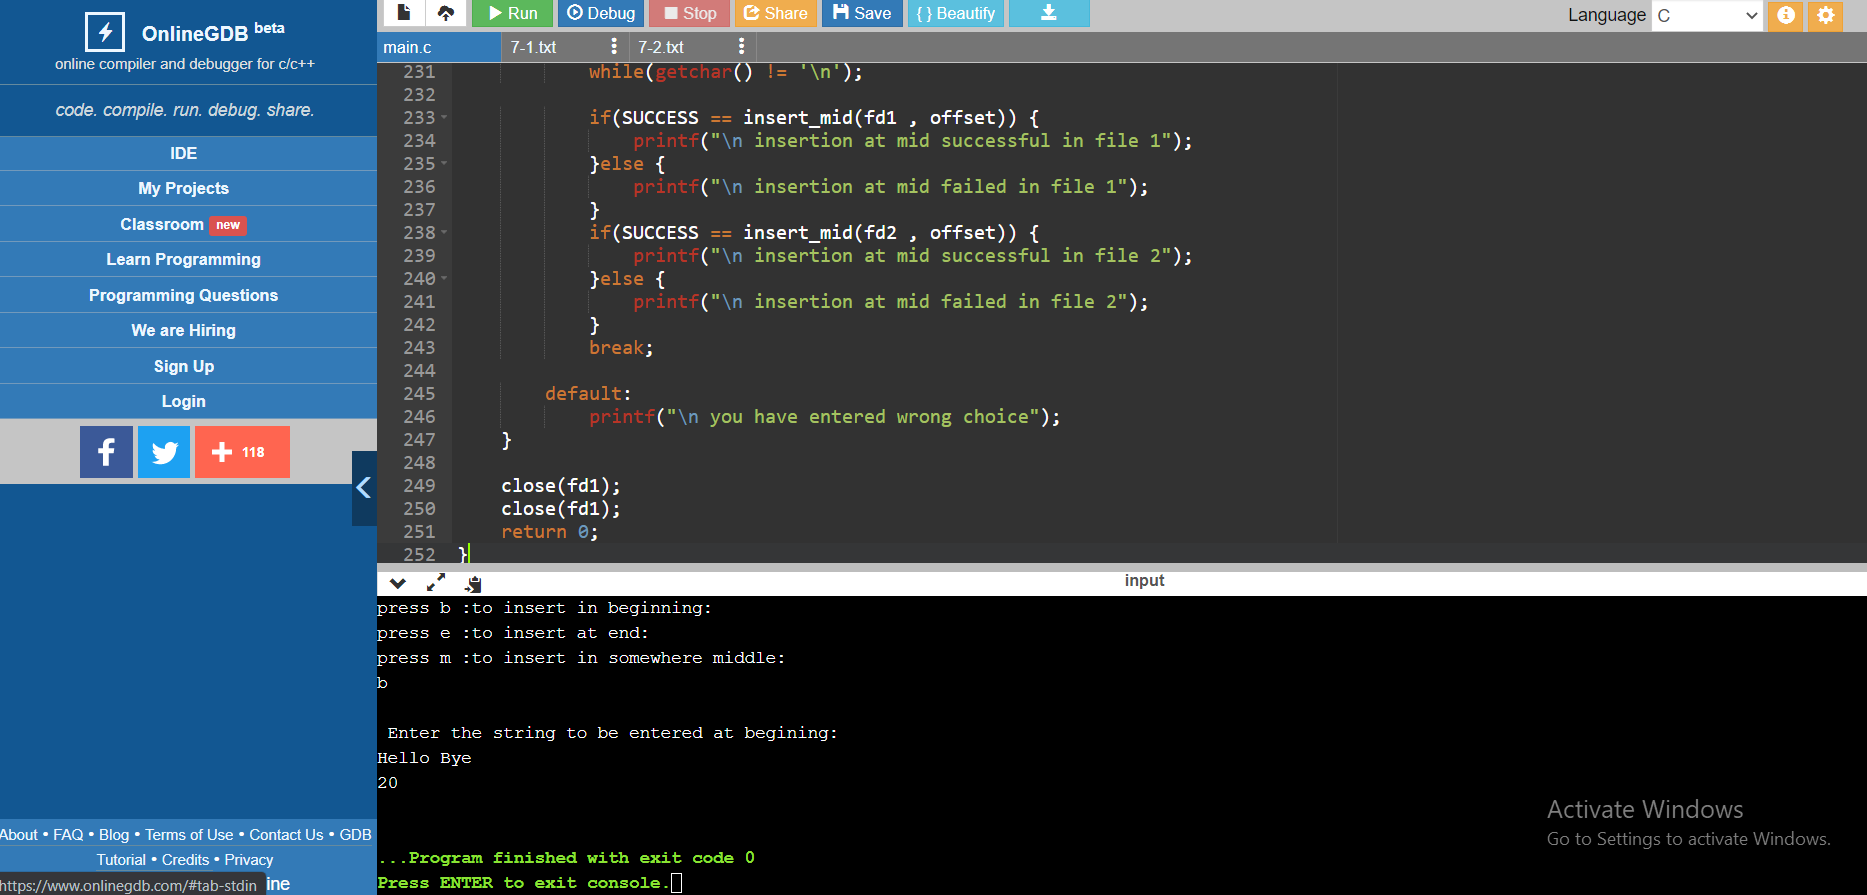 OnlineGDB beta
online compiler and debugger for c/c++
code. compile. run. debug. share.
IDE
My Projects
Classroom new
Learn Programming
Programming Questions
We are Hiring
Sign Up
Login
118
About • FAQ • Blog • Terms of Use • Contact Us • GDB
Tutorial • Credits • Privacy
https://www.onlinegdb.com/#tab-stdin
ine
Run Debug Stop Share Save { } Beautify
Language C
main.c 7-1.txt 7-2.txt
231 while(getchar() != '\n');
232
233 if(SUCCESS == insert_mid(fd1 , offset)) {
234 printf("\n insertion at mid successful in file 1");
235 }else {
236 printf("\n insertion at mid failed in file 1");
237 }
238 if(SUCCESS == insert_mid(fd2 , offset)) {
239 printf("\n insertion at mid successful in file 2");
240 }else {
241 printf("\n insertion at mid failed in file 2");
242 }
243 break;
244
245 default:
246 printf("\n you have entered wrong choice");
247 }
248
249 close(fd1);
250 close(fd1);
251 return 0;
252 }
input
press b :to insert in beginning:
press e :to insert at end:
press m :to insert in somewhere middle:
b
Enter the string to be entered at begining:
Hello Bye
20
...Program finished with exit code 0
Press ENTER to exit console.
Activate Windows
Go to Settings to activate Windows.